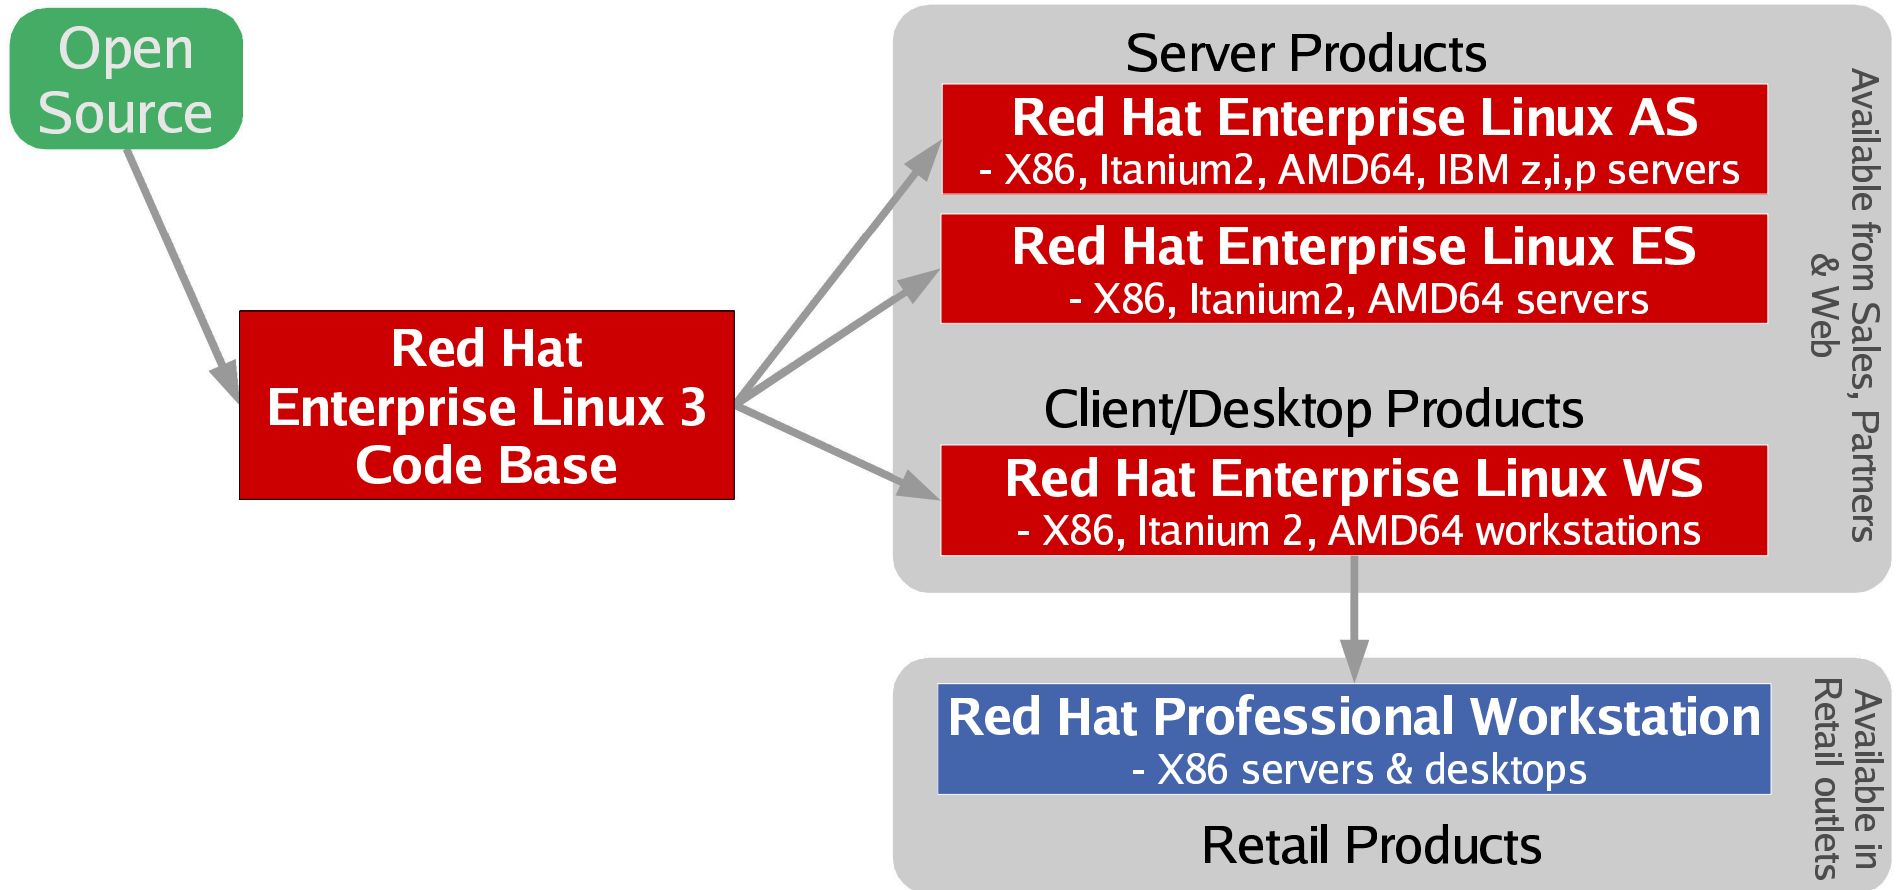 Open
Source
Red Hat
Enterprise Linux 3
Code Base
Server Products
Red Hat Enterprise Linux AS
- X86, Itanium2, AMD64, IBM z,i,p servers
Red Hat Enterprise Linux ES
- X86, Itanium2, AMD64 servers
Client/Desktop Products
Red Hat Enterprise Linux WS
- X86, Itanium 2, AMD64 workstations
Available from Sales, Partners
& Web
Red Hat Professional Workstation
- X86 servers & desktops
Retail Products
Available in
Retail outlets